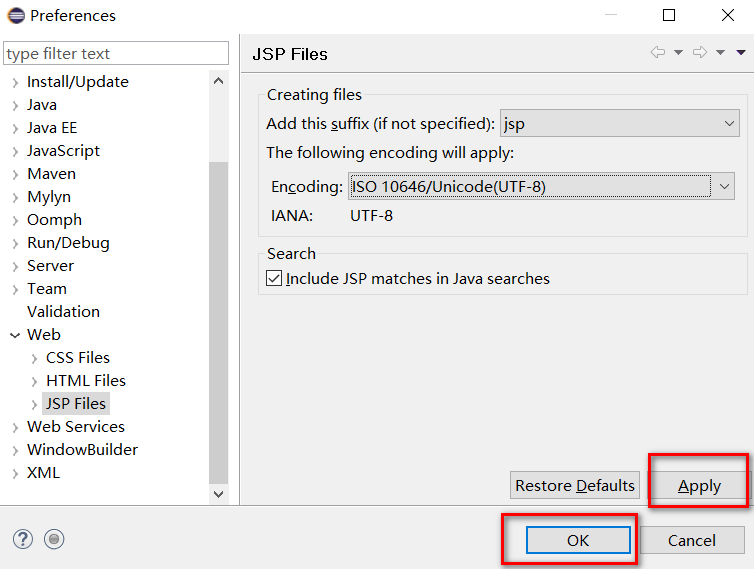 Preferences
type filter text
Install/Update
Java
Java EE
JavaScript
Maven
Mylyn
Oomph
Run/Debug
Server
Team
Validation
Web
CSS Files
HTML Files
JSP Files
Web Services
WindowBuilder
XML
JSP Files
Creating files
Add this suffix (if not specified): jsp
The following encoding will apply:
Encoding: ISO 10646/Unicode(UTF-8)
IANA: UTF-8
Search
Include JSP matches in Java searches
Restore Defaults Apply
OK Cancel